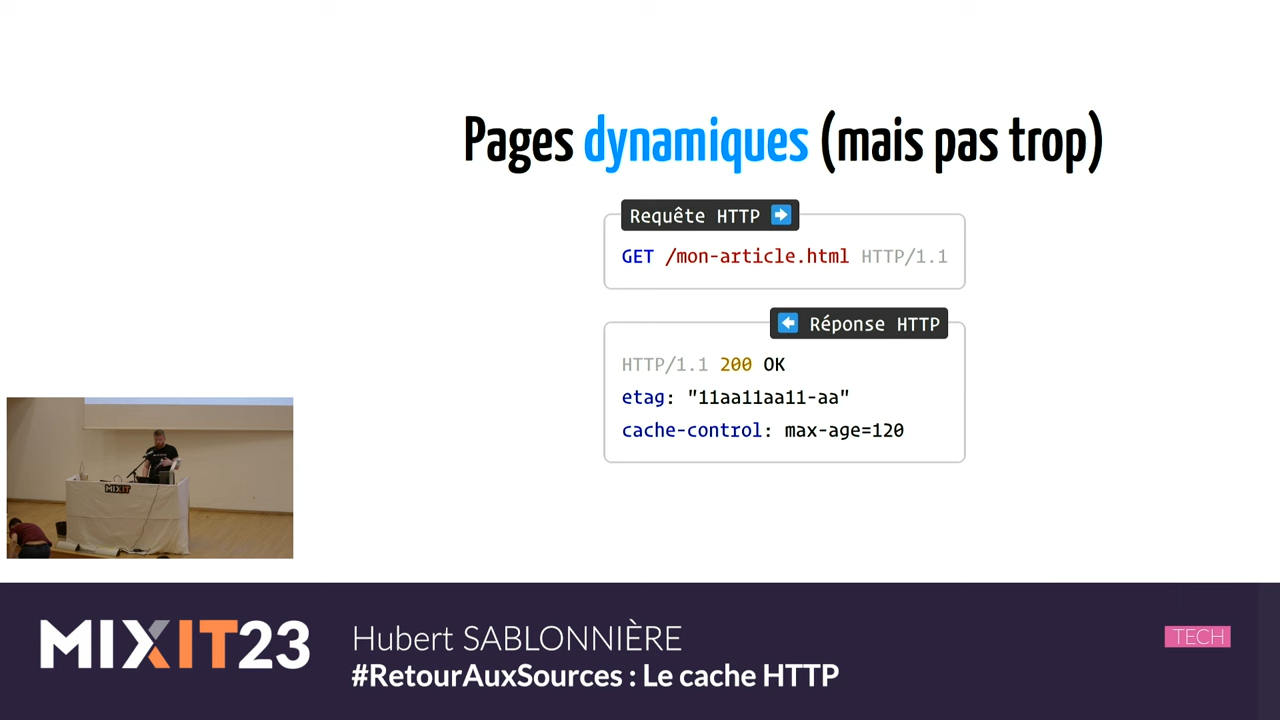 Pages dynamiques (mais pas trop)
Requête HTTP ➡
GET /mon-article.html HTTP/1.1
⬅ Réponse HTTP
HTTP/1.1 200 OK
etag: "11aa11aa11-aa"
cache-control: max-age=120
MIXIT
MIXIT23
Hubert SABLONNIÈRE
TECH
#RetourAuxSources : Le cache HTTP